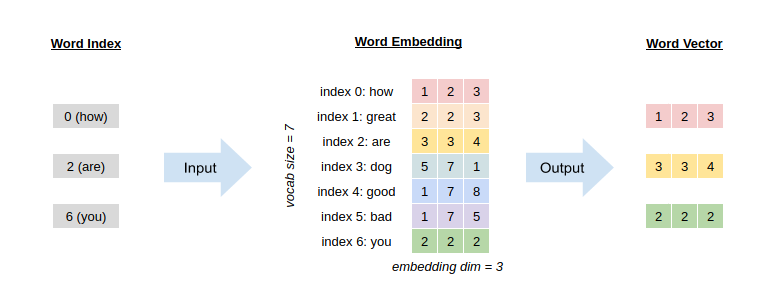 Word Index
Word Embedding
Word Vector
0 (how)
2 (are)
6 (you)
Input
vocab size = 7
index 0: how 1 2 3
index 1: great 2 2 3
index 2: are 3 3 4
index 3: dog 5 7 1
index 4: good 1 7 8
index 5: bad 1 7 5
index 6: you 2 2 2
embedding dim = 3
Output
1 2 3
3 3 4
2 2 2